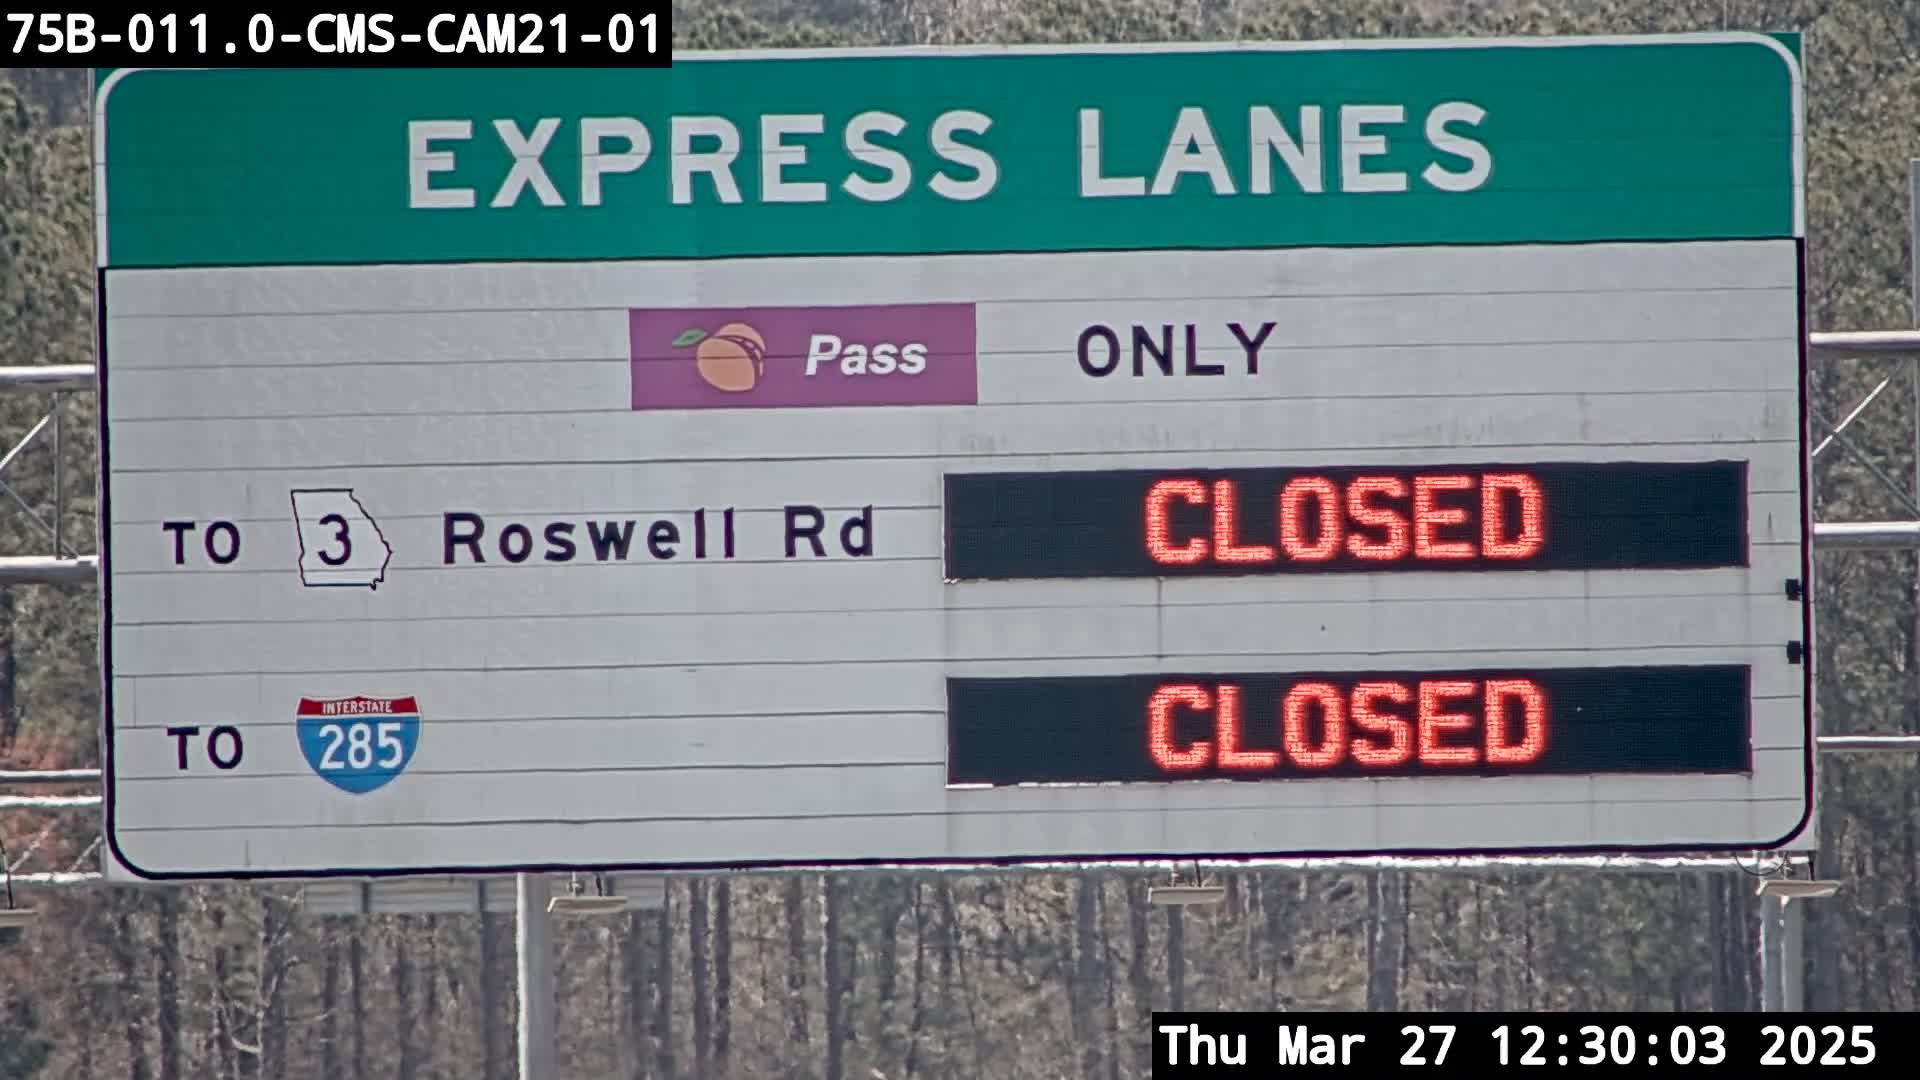 75B-011.0-CMS-CAM21-01
EXPRESS LANES
Pass ONLY
TO 3 Roswell Rd CLOSED
TO INTERSTATE 285 CLOSED
Thu Mar 27 12:30:03 2025